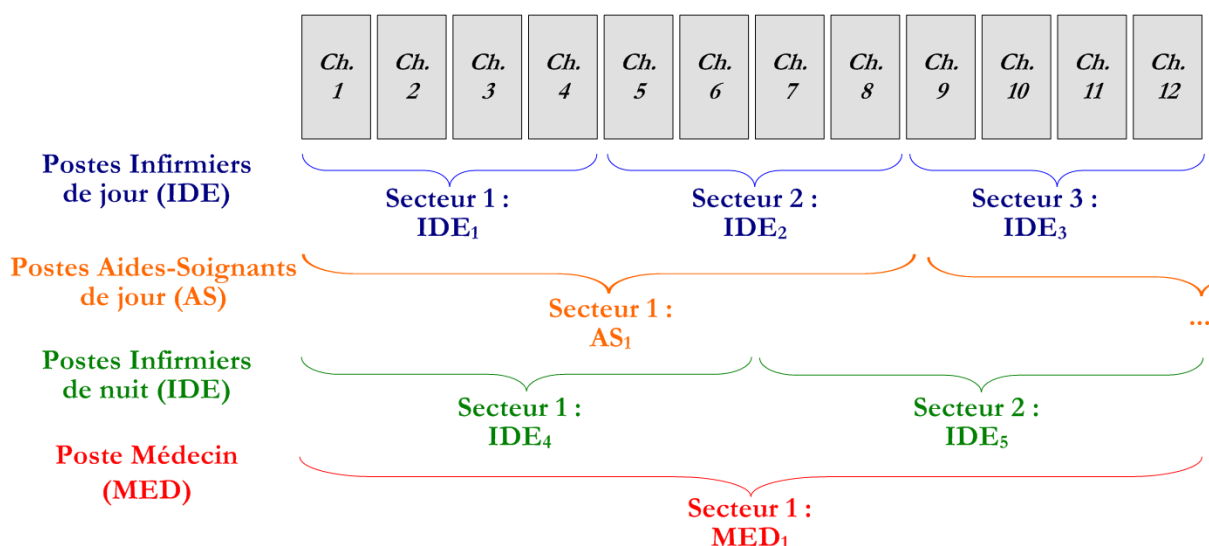 Ch. Ch. Ch. Ch. Ch. Ch. Ch. Ch. Ch. Ch. Ch. Ch.
1 2 3 4 5 6 7 8 9 10 11 12
Postes Infirmiers
de jour (IDE)
Secteur 1 : Secteur 2 : Secteur 3 :
IDE₁ IDE₂ IDE₃
Postes Aides-Soignants
de jour (AS)
Secteur 1 : ...
AS₁
Postes Infirmiers
de nuit (IDE)
Secteur 1 : Secteur 2 :
IDE₄ IDE₅
Poste Médecin
(MED)
Secteur 1 :
MED₁